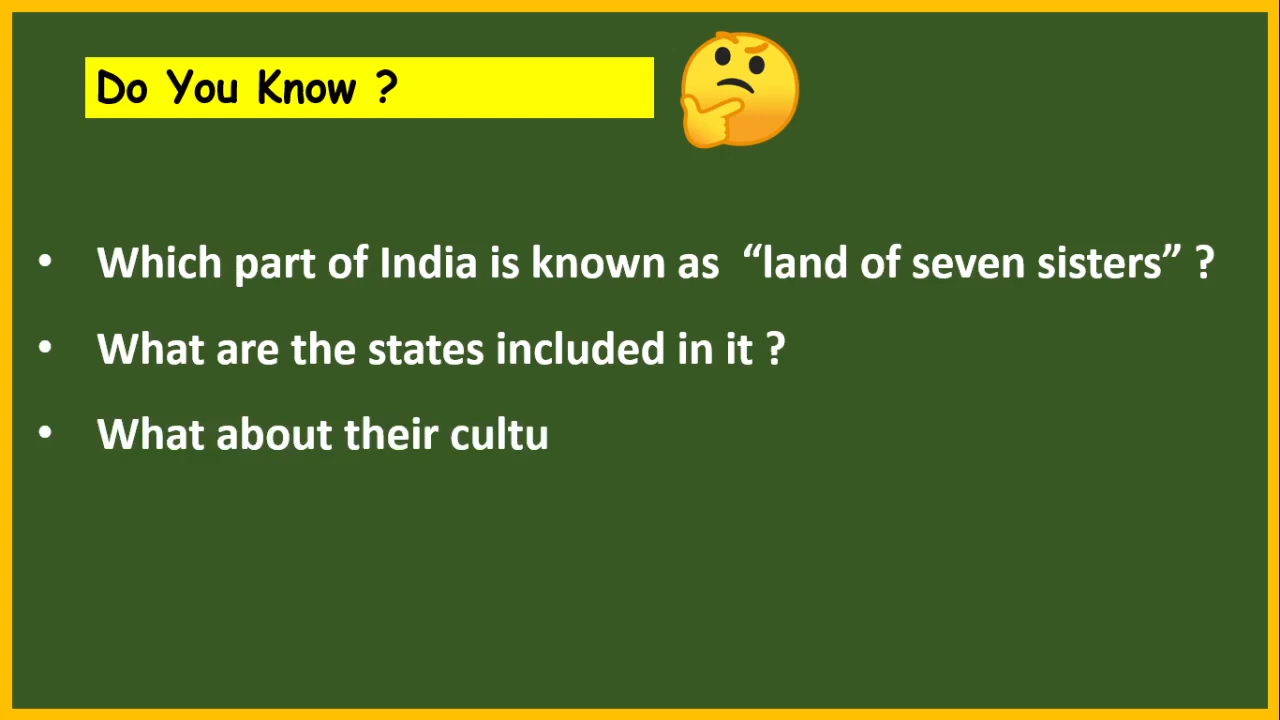 Do You Know ?
• Which part of India is known as “land of seven sisters” ?
• What are the states included in it ?
• What about their cultu